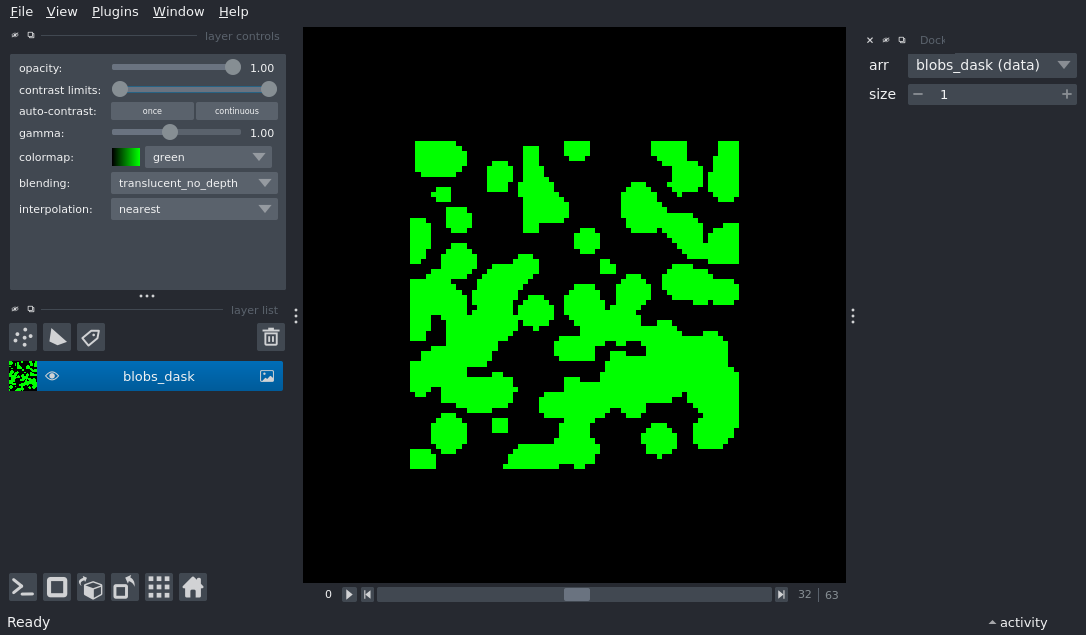 File View Plugins Window Help
layer controls
opacity: 1.00
contrast limits:
auto-contrast: once continuous
gamma: 1.00
colormap: green
blending: translucent_no_depth
interpolation: nearest
layer list
blobs_dask
0 32 63
Dock
arr blobs_dask (data)
size 1
Ready
activity